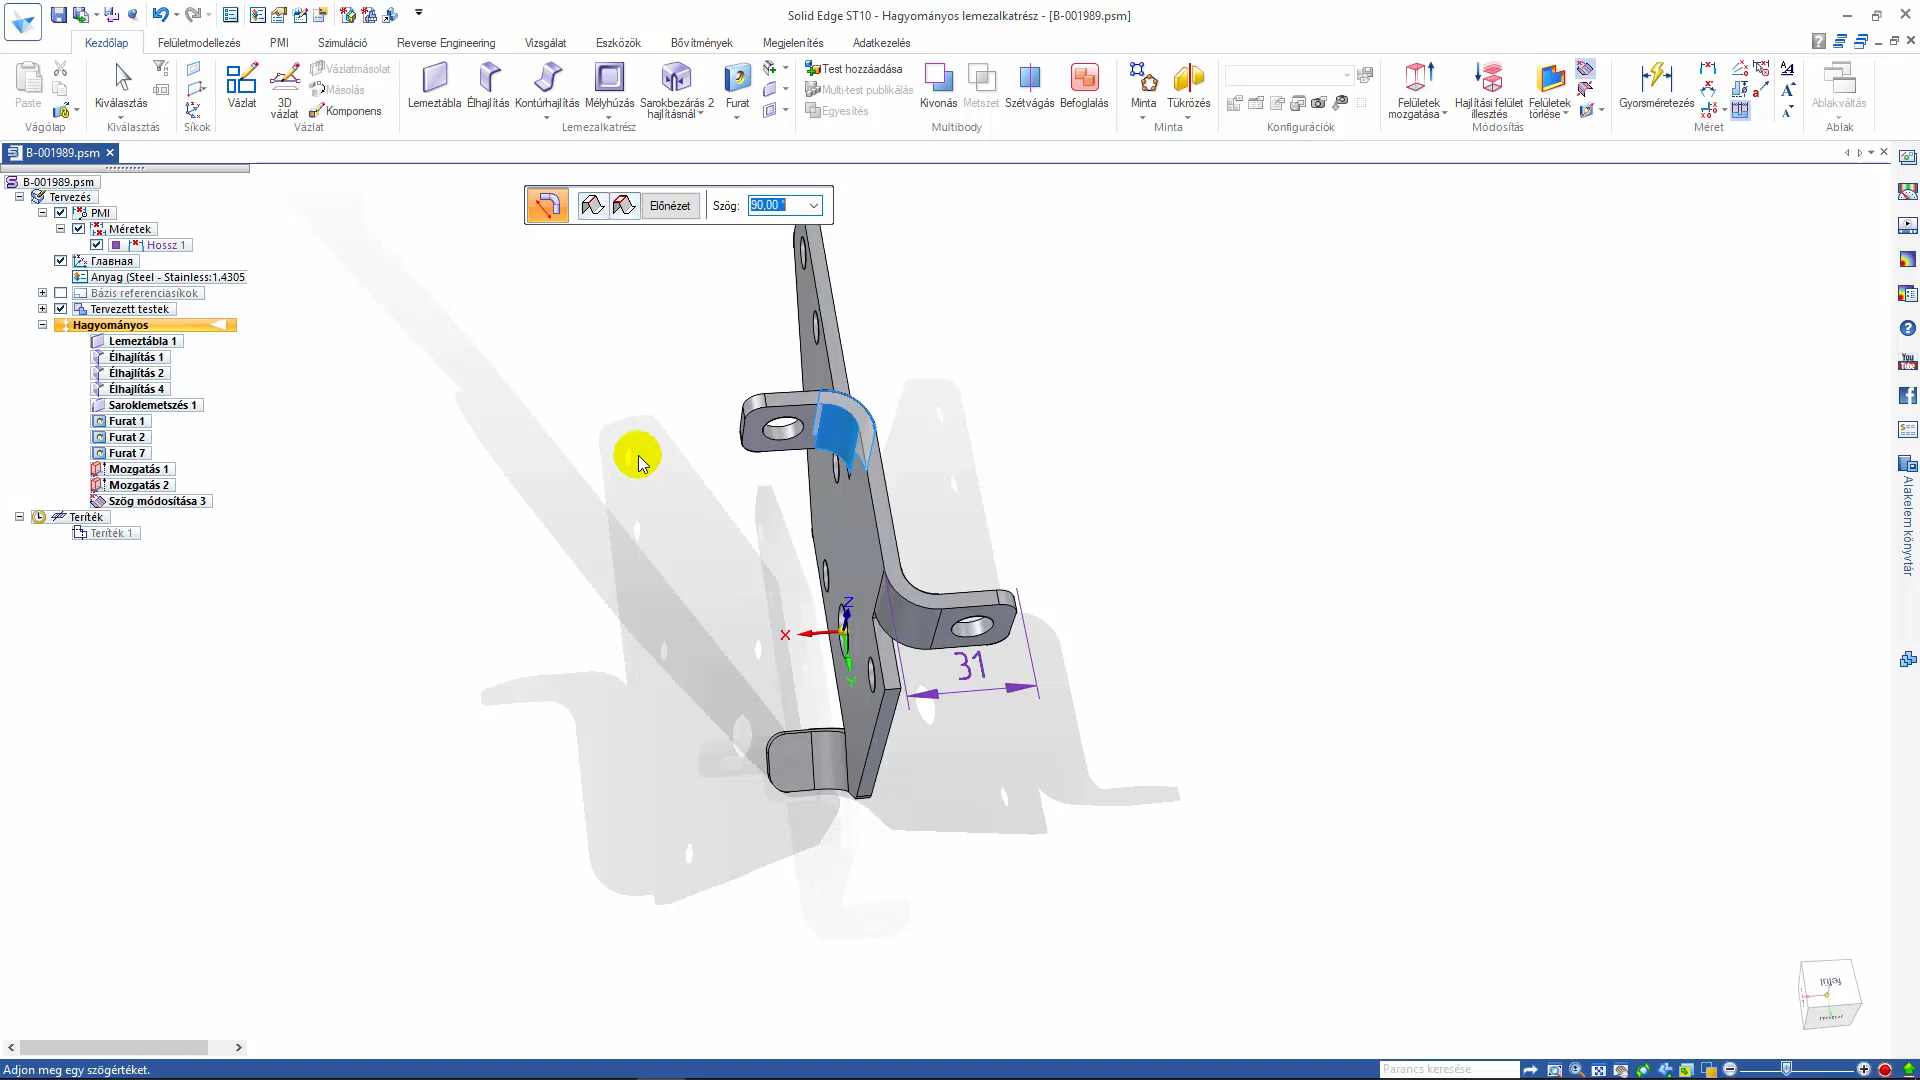 Solid Edge ST10 - Hagyományos lemezalkatrész - [B-001989.psm]
Kezdőlap
Felületmodellezés
PMI
Szimuláció
Reverse Engineering
Vizsgálat
Eszközök
Bővítmények
Megjelenítés
Adatkezelés
Paste
Vágólap
Kiválasztás
Kiválasztás
Síkok
Vázlat
3D vázlat
Vázlatmásolat
Másolás
Komponens
Vázlat
Lemeztábla
Élhajlítás
Kontúrhajlítás
Mélyhúzás
Sarokbezárás 2 hajlításnál
Furat
Lemezalkatrész
Test hozzáadása
Multi-test publikálás
Egyesítés
Kivonás
Metszet
Szétvágás
Befoglalás
Multibody
Minta
Tükrözés
Minta
Konfigurációk
Felületek mozgatása
Hajlítási felület illesztés
Felületek törlése
Módosítás
Gyorsméretezés
Méret
Ablakváltás
Ablak
B-001989.psm
B-001989.psm
Tervezés
PMI
Méretek
Hossz 1
Главная
Anyag (Steel - Stainless:1.4305
Bázis referenciasíkok
Tervezett testek
Hagyományos
Lemeztábla 1
Élhajlítás 1
Élhajlítás 2
Élhajlítás 4
Saroklemetszés 1
Furat 1
Furat 2
Furat 7
Mozgatás 1
Mozgatás 2
Szög módosítása 3
Teríték
Teríték 1
Előnézet
Szög:
90,00 °
31
X
Y
Z
You
Tube
Alakelem könyvtár
Adjon meg egy szögértéket.
Parancs keresése